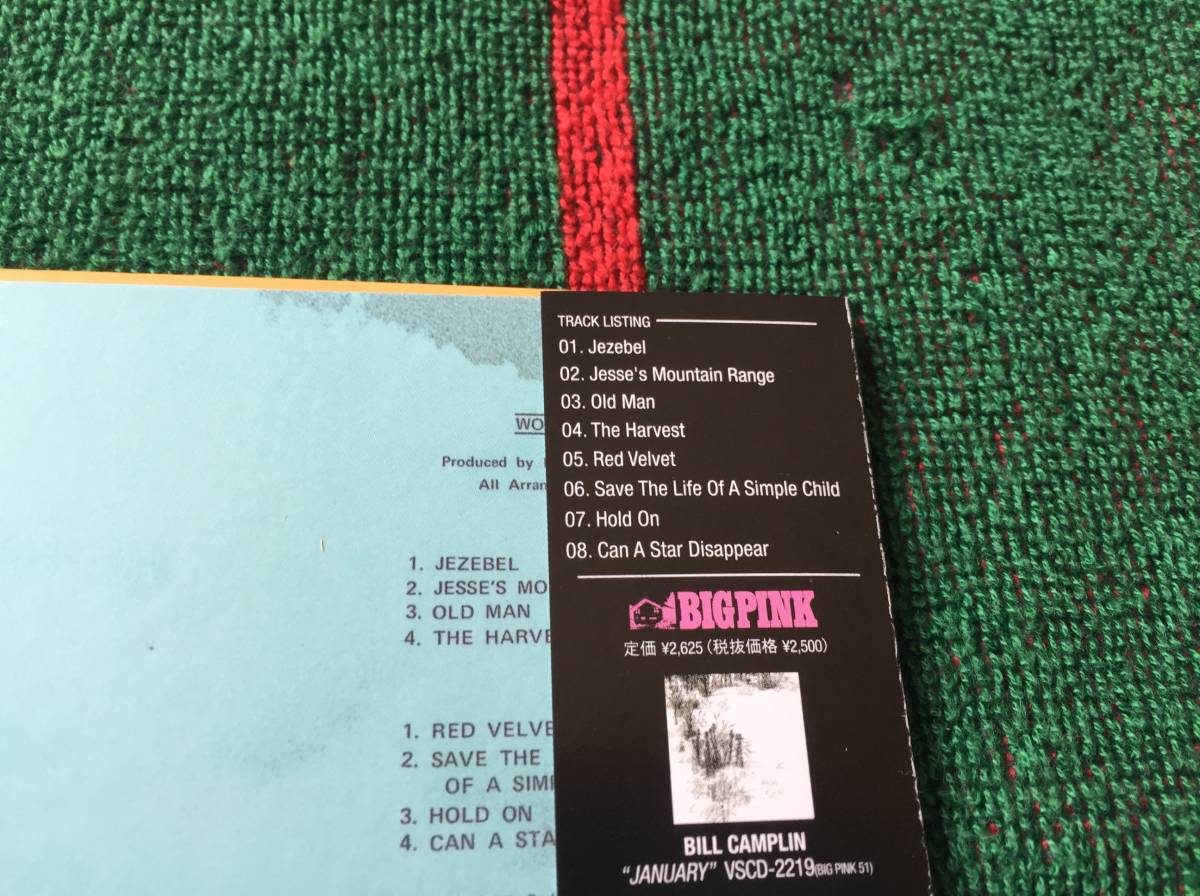 WO
Produced by
All Arran
1. JEZEBEL
2. JESSE'S MO
3. OLD MAN
4. THE HARVE
1. RED VELVE
2. SAVE THE
OF A SIM
3. HOLD ON
4. CAN A STA
TRACK LISTING
01. Jezebel
02. Jesse's Mountain Range
03. Old Man
04. The Harvest
05. Red Velvet
06. Save The Life Of A Simple Child
07. Hold On
08. Can A Star Disappear
BIG PINK
定価 ¥2,625（税抜価格 ¥2,500）
BILL CAMPLIN
"JANUARY" VSCD-2219(BIG PINK 51)